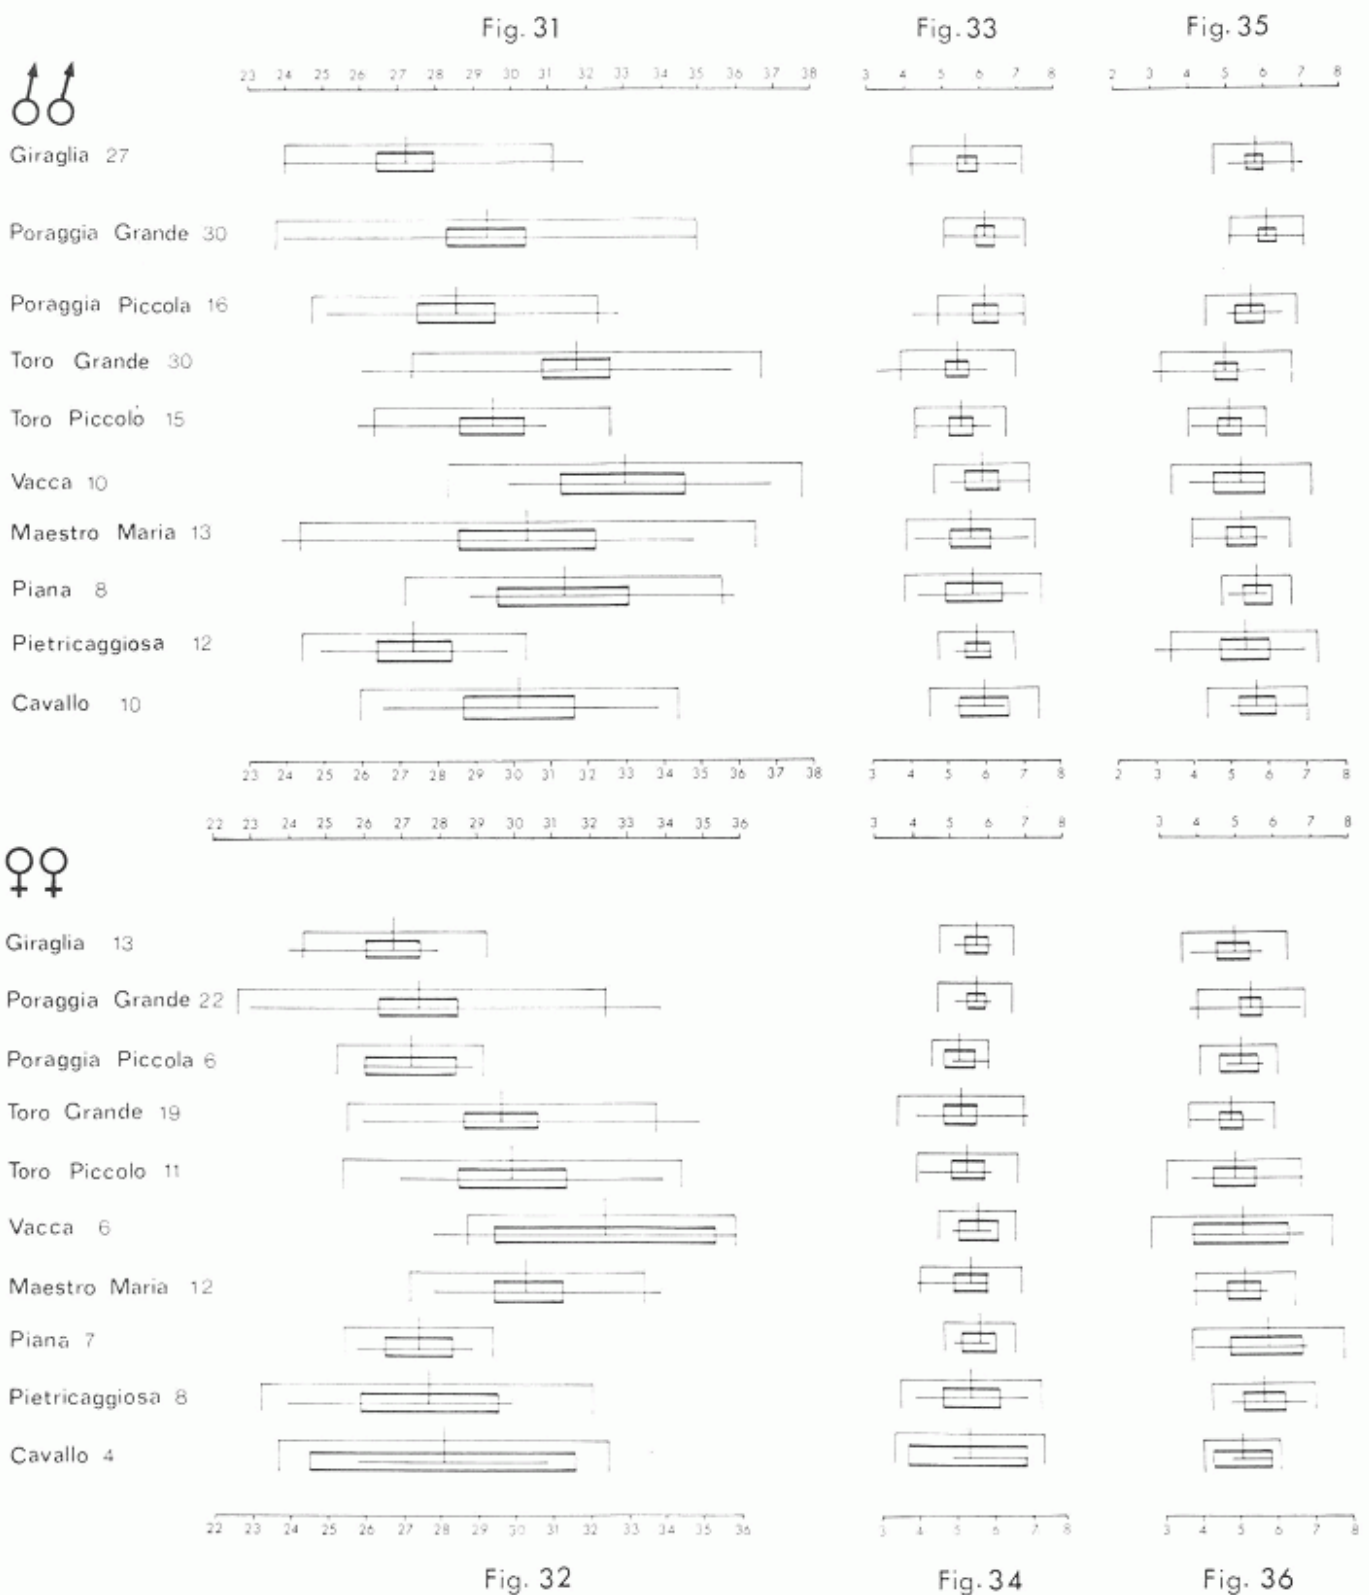 Fig. 31 Fig. 33 Fig. 35
23 24 25 26 27 28 29 30 31 32 33 34 35 36 37 38 3 4 5 6 7 8 2 3 4 5 6 7 8
♂♂
Giraglia 27
Poraggia Grande 30
Poraggia Piccola 16
Toro Grande 30
Toro Piccolo 15
Vacca 10
Maestro Maria 13
Piana 8
Pietricaggiosa 12
Cavallo 10
23 24 25 26 27 28 29 30 31 32 33 34 35 36 37 38 3 4 5 6 7 8 2 3 4 5 6 7 8
22 23 24 25 26 27 28 29 30 31 32 33 34 35 36 3 4 5 6 7 8 3 4 5 6 7 8
♀♀
Giraglia 13
Poraggia Grande 22
Poraggia Piccola 6
Toro Grande 19
Toro Piccolo 11
Vacca 6
Maestro Maria 12
Piana 7
Pietricaggiosa 8
Cavallo 4
22 23 24 25 26 27 28 29 30 31 32 33 34 35 36 3 4 5 6 7 8 3 4 5 6 7 8
Fig. 32 Fig. 34 Fig. 36